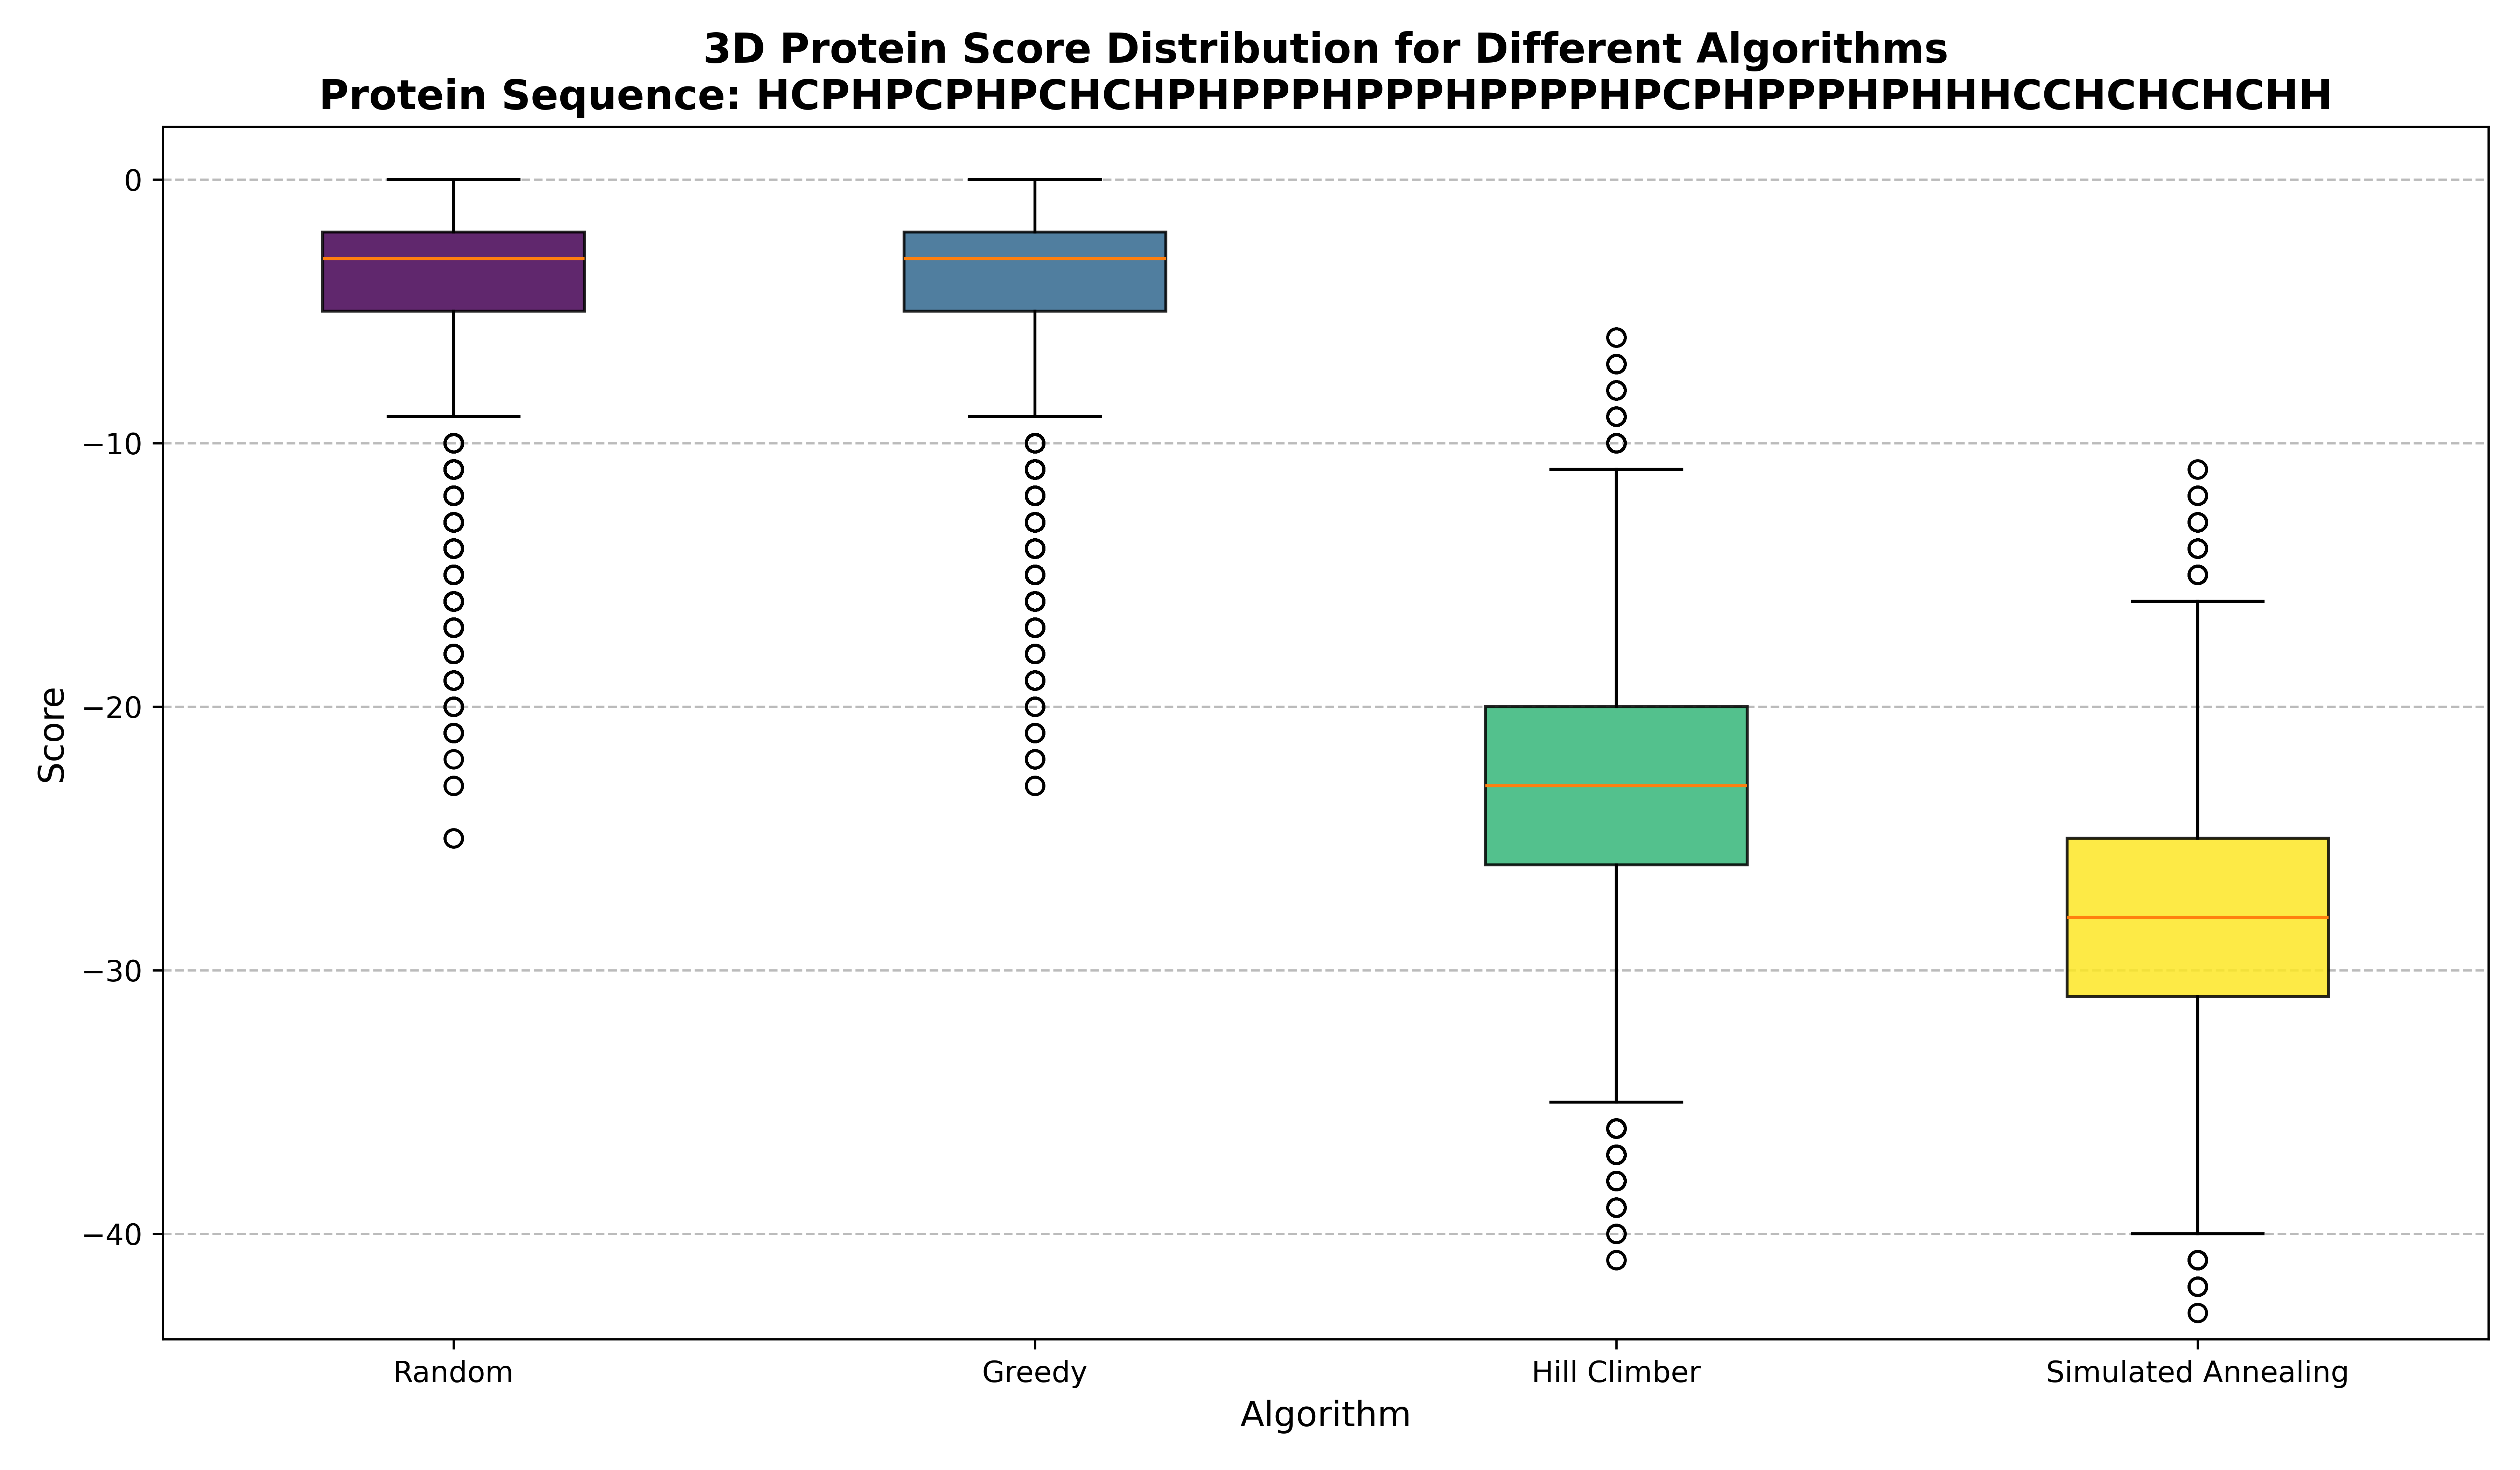 3D Protein Score Distribution for Different Algorithms
Protein Sequence: HCPHPCPHPCHCHPHPPPHPPPHPPPPHPCPHPPPHPHHHCCHCHCHCHH
0
−10
−20
−30
−40
Score
Random
Greedy
Hill Climber
Simulated Annealing
Algorithm